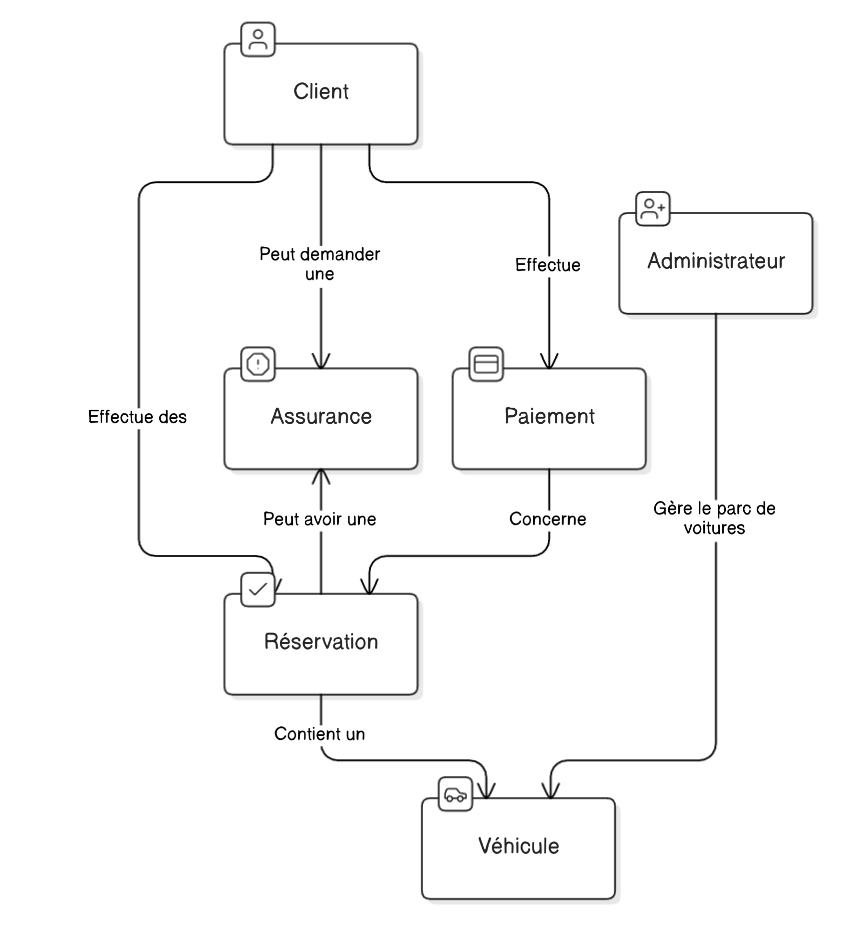 Client
Peut demander
une
Effectue
Administrateur
Effectue des
Assurance
Paiement
Peut avoir une
Concerne
Gère le parc de
voitures
Réservation
Contient un
Véhicule